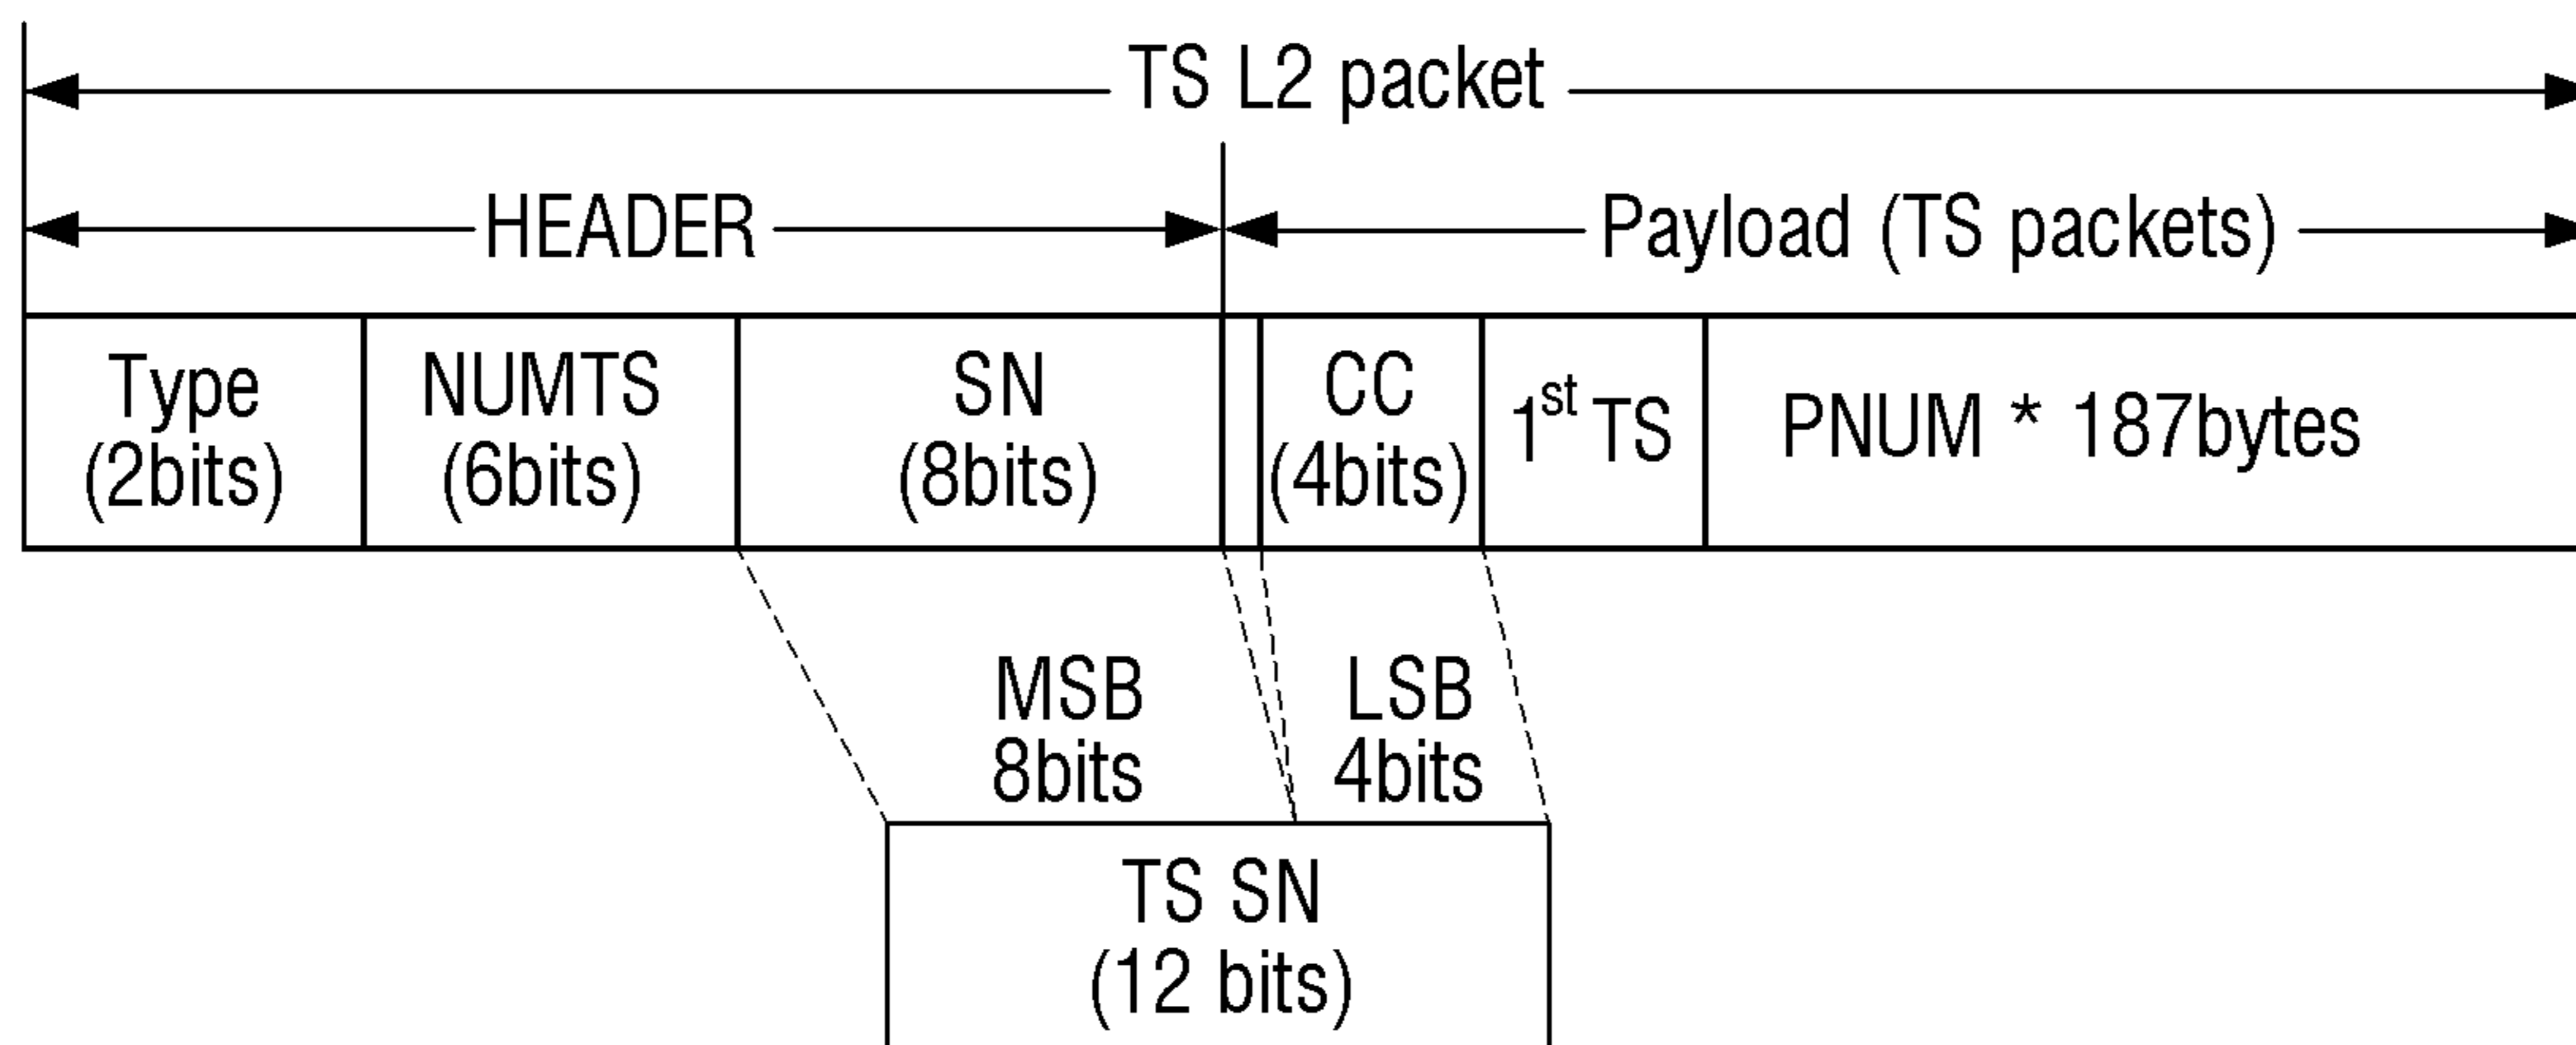 TS L2 packet
HEADER
Payload (TS packets)
Type
(2bits)
NUMTS
(6bits)
SN
(8bits)
CC
(4bits)
1st TS
PNUM * 187bytes
MSB
8bits
LSB
4bits
TS SN
(12 bits)